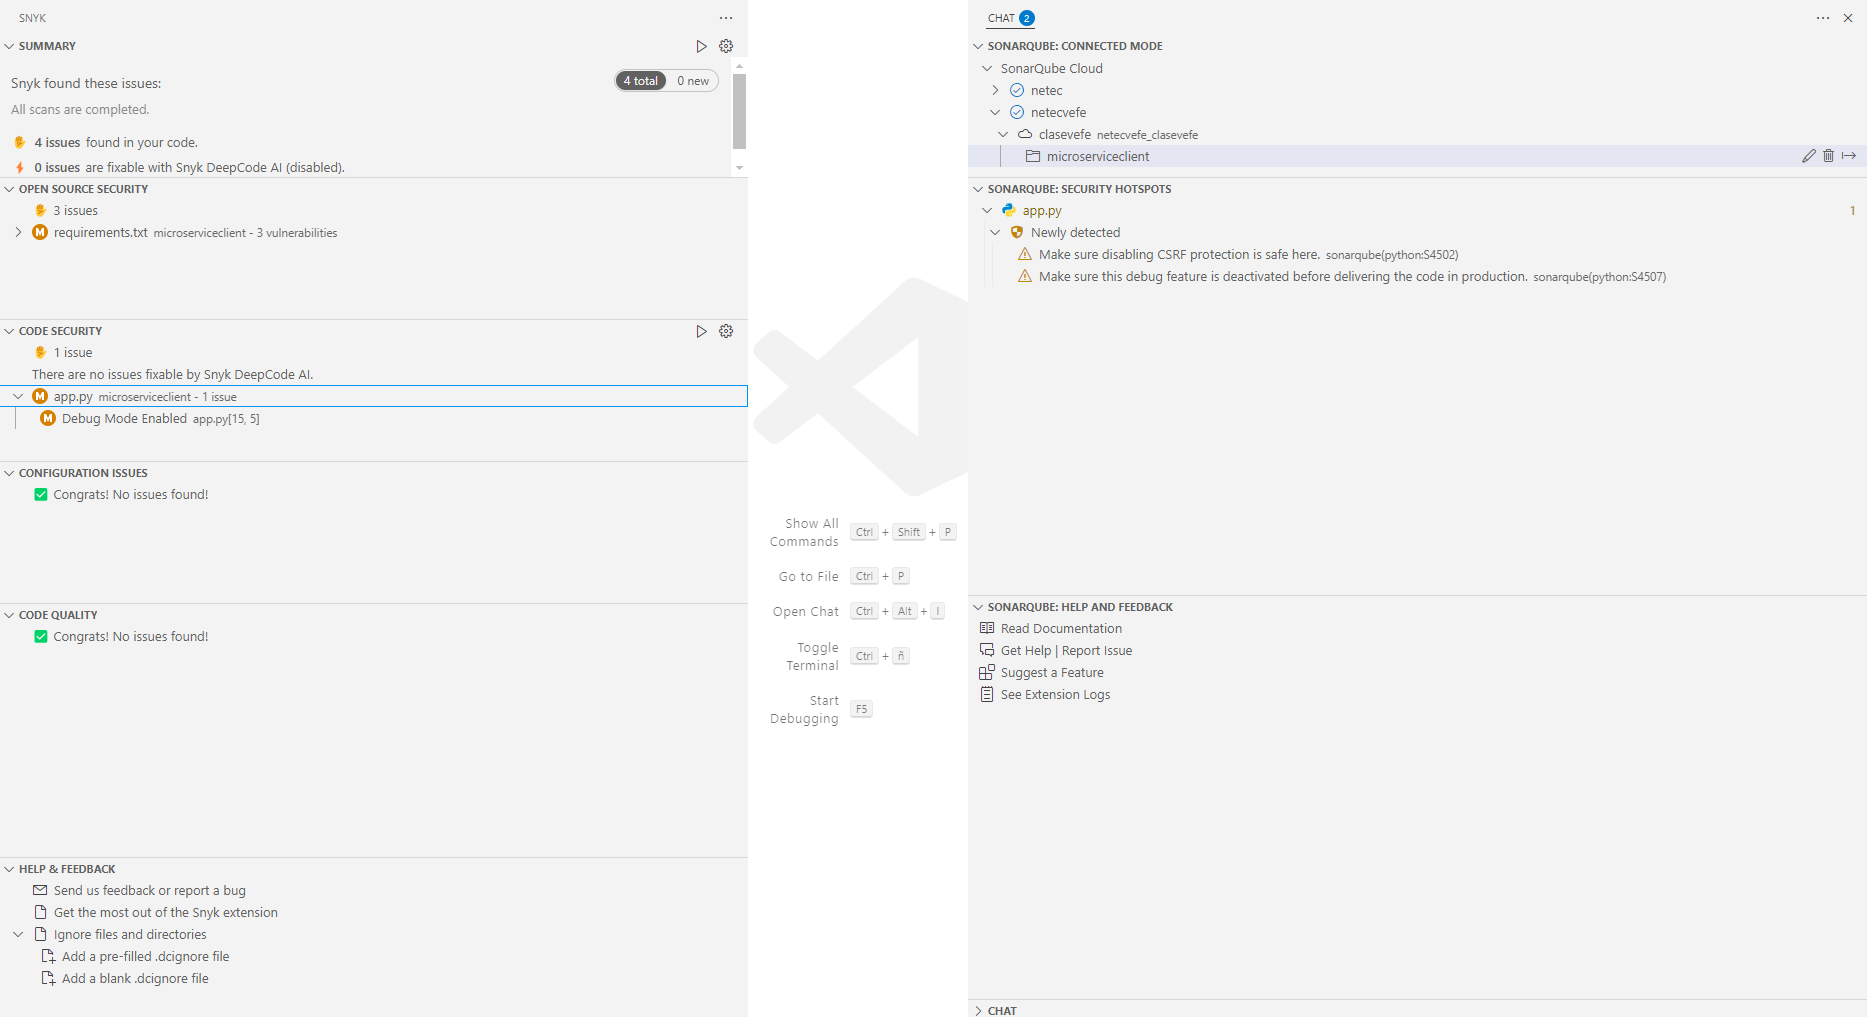 SNYK
SUMMARY
Snyk found these issues:
4 total 0 new
All scans are completed.
4 issues found in your code.
0 issues are fixable with Snyk DeepCode AI (disabled).
OPEN SOURCE SECURITY
3 issues
M requirements.txt microserviceclient - 3 vulnerabilities
CODE SECURITY
1 issue
There are no issues fixable by Snyk DeepCode AI.
M app.py microserviceclient - 1 issue
M Debug Mode Enabled app.py[15, 5]
CONFIGURATION ISSUES
Congrats! No issues found!
CODE QUALITY
Congrats! No issues found!
HELP & FEEDBACK
Send us feedback or report a bug
Get the most out of the Snyk extension
Ignore files and directories
Add a pre-filled .dcignore file
Add a blank .dcignore file
Show All
Commands
Ctrl + Shift + P
Go to File Ctrl + P
Open Chat Ctrl + Alt + I
Toggle
Terminal
Ctrl + ñ
Start
Debugging
F5
CHAT 2
SONARQUBE: CONNECTED MODE
SonarQube Cloud
netec
netecvefe
clasevefe netecvefe_clasevefe
microserviceclient
SONARQUBE: SECURITY HOTSPOTS
app.py 1
Newly detected
Make sure disabling CSRF protection is safe here. sonarqube(python:S4502)
Make sure this debug feature is deactivated before delivering the code in production. sonarqube(python:S4507)
SONARQUBE: HELP AND FEEDBACK
Read Documentation
Get Help | Report Issue
Suggest a Feature
See Extension Logs
CHAT